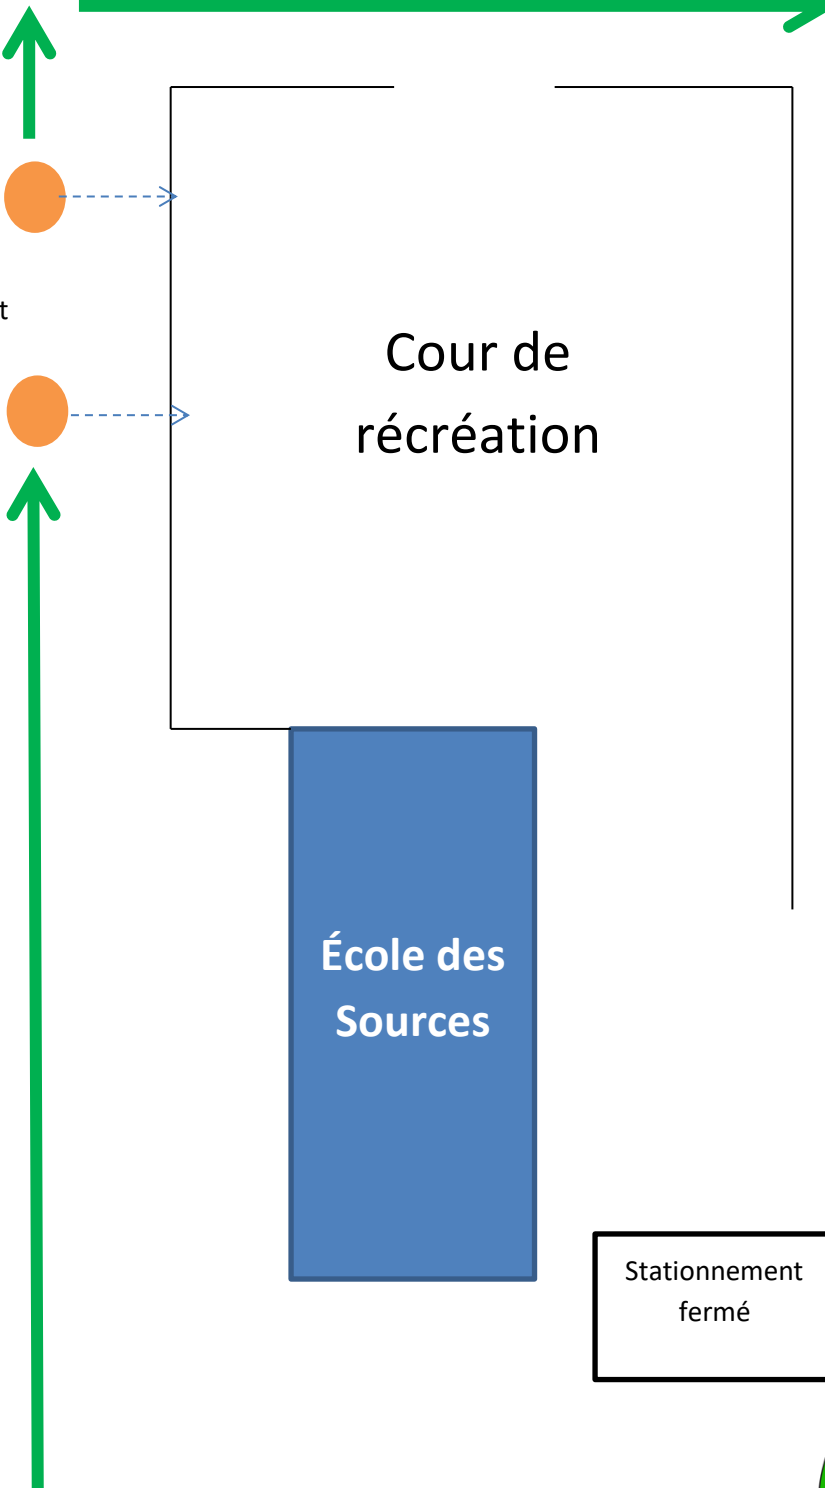 t
Cour de
récréation
École des
Sources
Stationnement
fermé